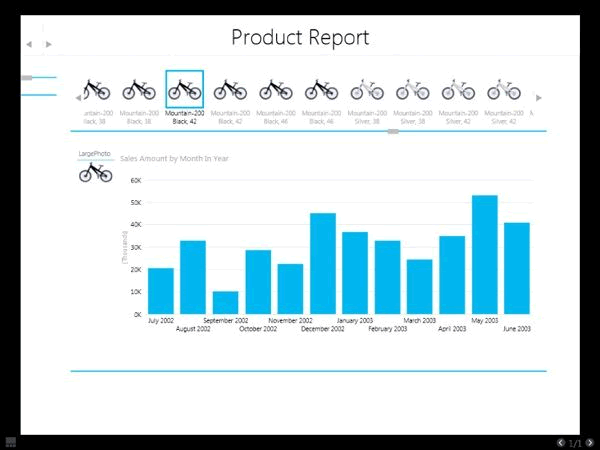 Product Report
Mountain-200 Mountain-200 Mountain-200 Mountain-200 Mountain-200 Mountain-200 Mountain-200 Mountain-200 Mountain-200
Black, 38 Black, 42 Black, 42 Black, 46 Black, 46 Silver, 38 Silver, 38 Silver, 42 Silver, 42
LargePhoto
Sales Amount by Month In Year
(Thousands)
60K
50K
40K
30K
20K
10K
0K
July 2002 September 2002 November 2002 January 2003 March 2003 May 2003
August 2002 October 2002 December 2002 February 2003 April 2003 June 2003
1/1